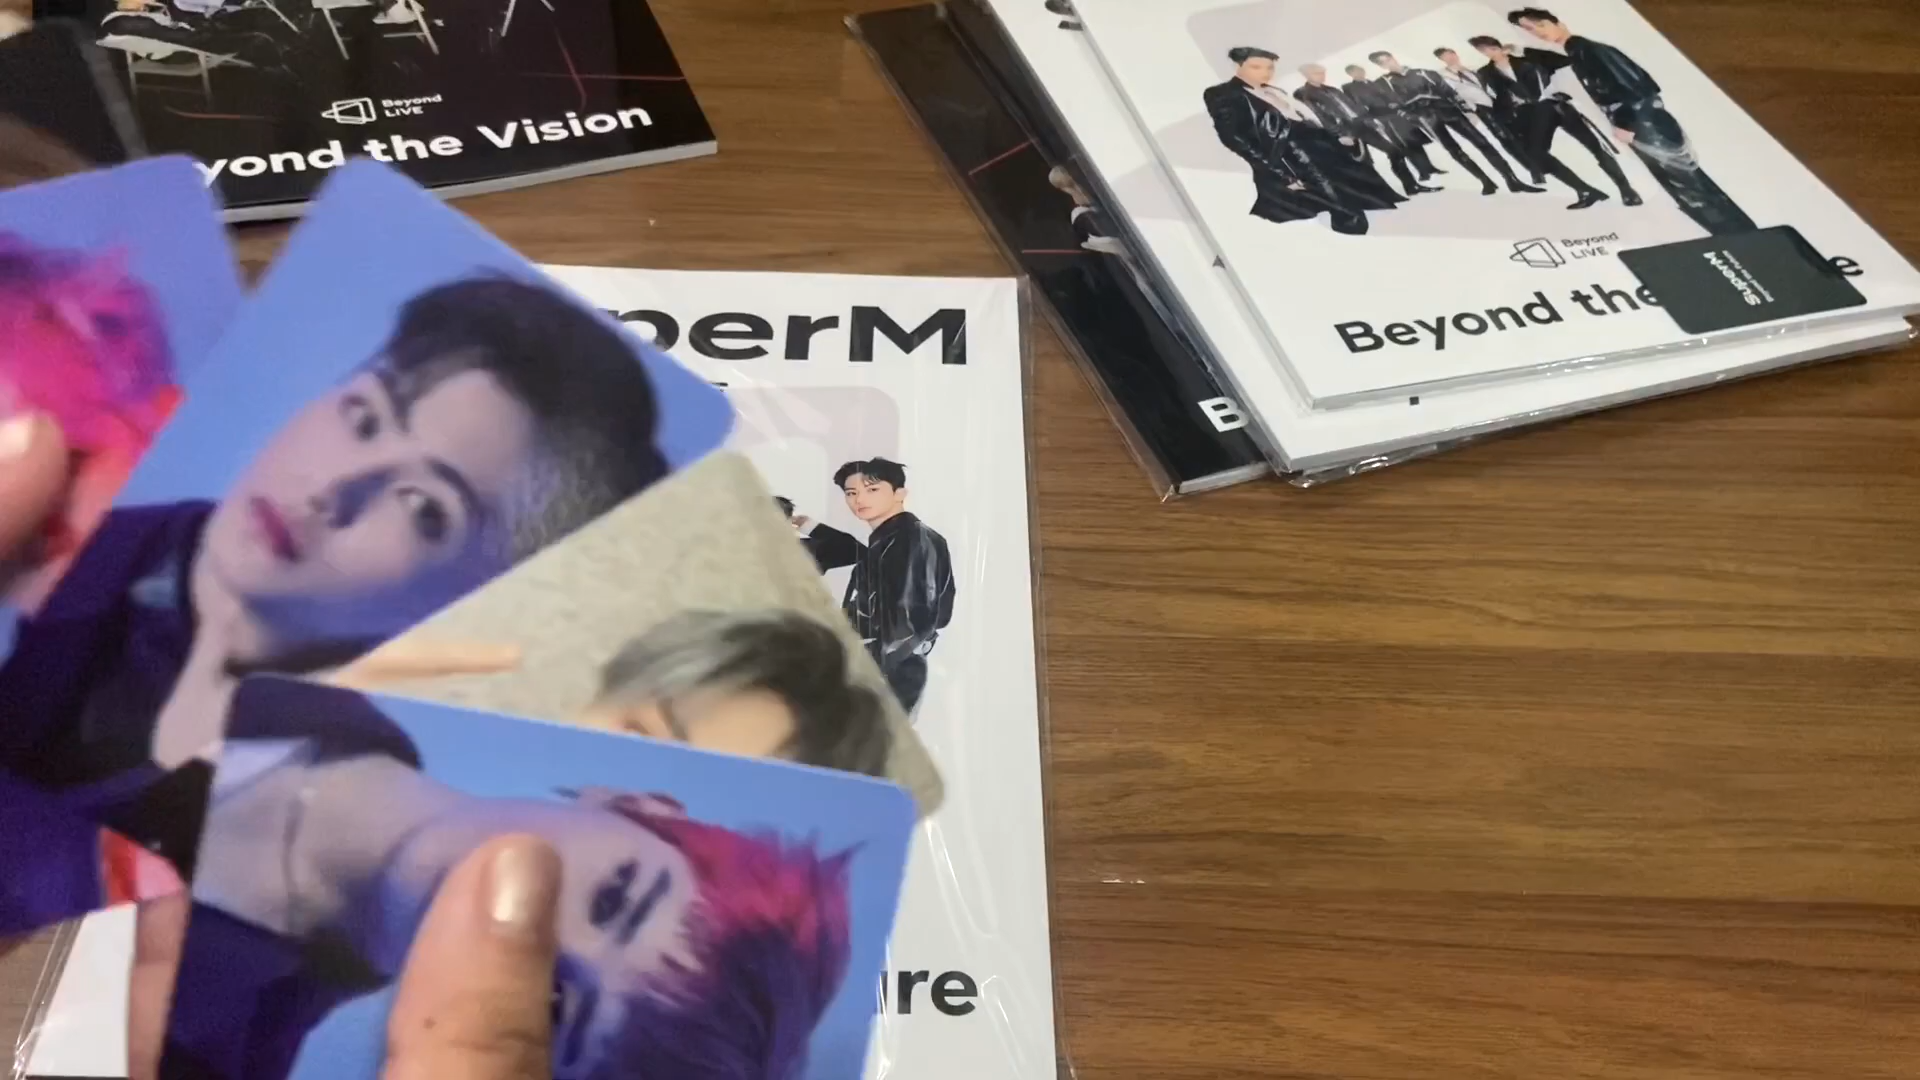 Beyond
LIVE
yond the Vision
perM
ure
B
Beyond
LIVE
Beyond the
e
SuperM